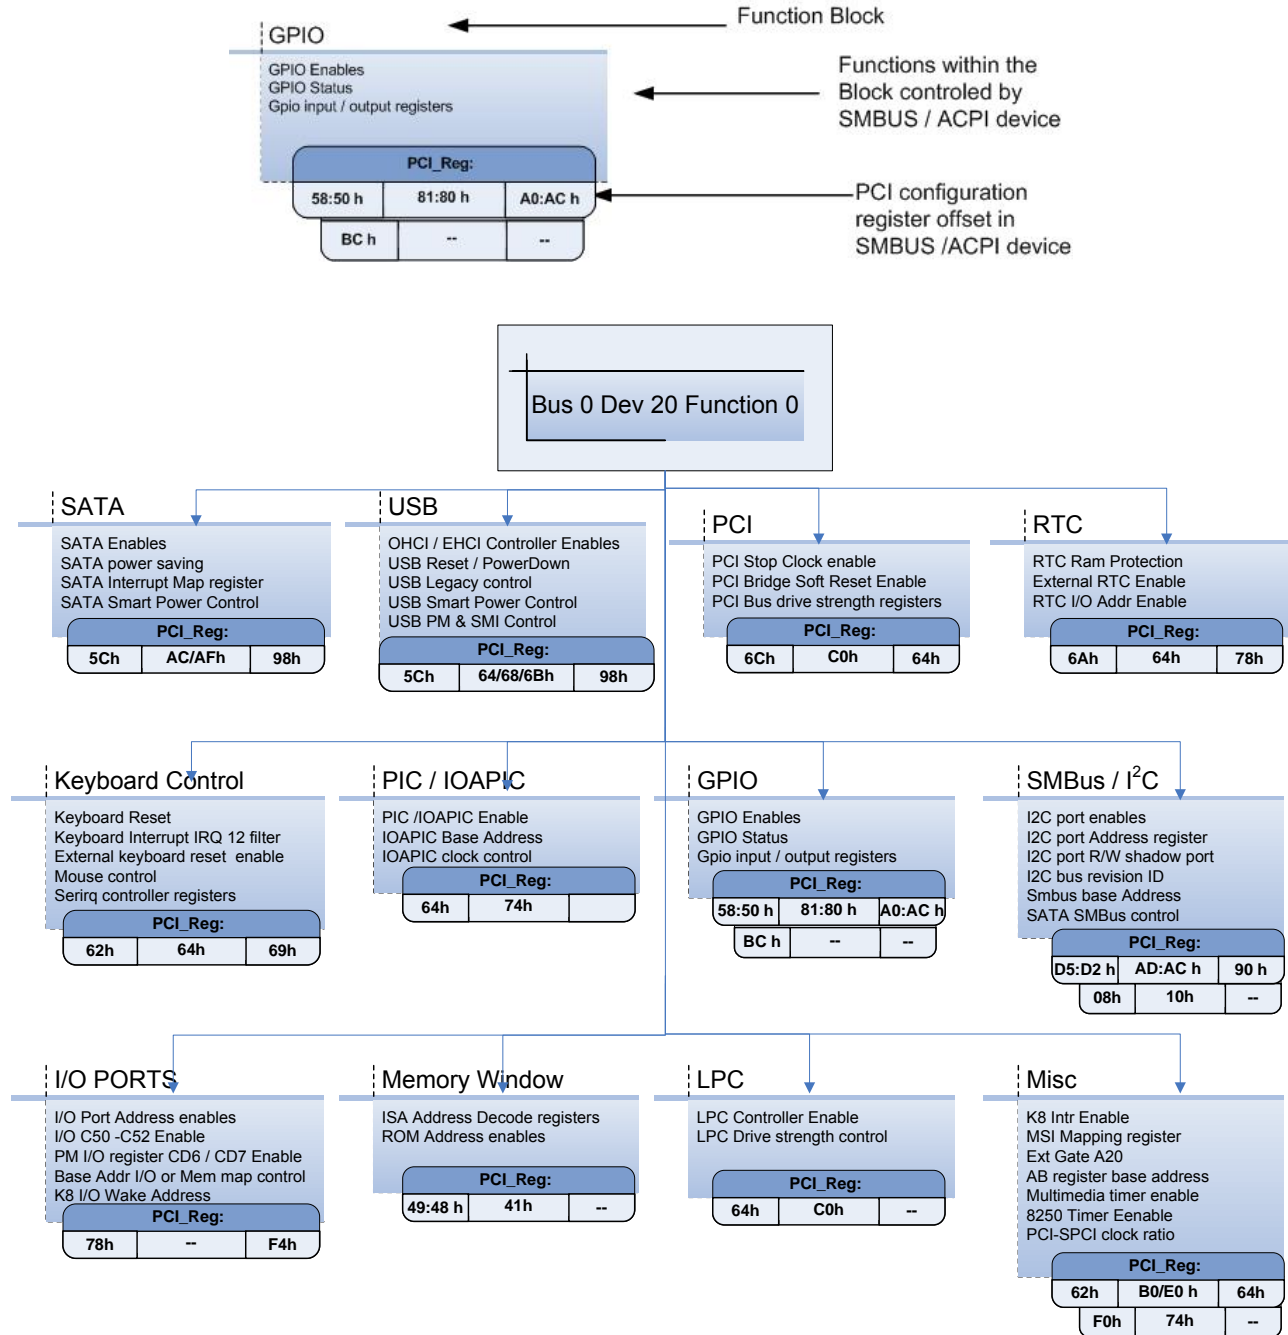 Function Block
GPIO
GPIO Enables
GPIO Status
Gpio input / output registers
Functions within the
Block controled by
SMBUS / ACPI device
PCI_Reg:
58:50 h 81:80 h A0:AC h
BC h -- --
PCI configuration
register offset in
SMBUS /ACPI device
Bus 0 Dev 20 Function 0
SATA
SATA Enables
SATA power saving
SATA Interrupt Map register
SATA Smart Power Control
PCI_Reg:
5Ch AC/AFh 98h
USB
OHCI / EHCI Controller Enables
USB Reset / PowerDown
USB Legacy control
USB Smart Power Control
USB PM & SMI Control
PCI_Reg:
5Ch 64/68/6Bh 98h
PCI
PCI Stop Clock enable
PCI Bridge Soft Reset Enable
PCI Bus drive strength registers
PCI_Reg:
6Ch C0h 64h
RTC
RTC Ram Protection
External RTC Enable
RTC I/O Addr Enable
PCI_Reg:
6Ah 64h 78h
Keyboard Control
Keyboard Reset
Keyboard Interrupt IRQ 12 filter
External keyboard reset enable
Mouse control
Serirq controller registers
PCI_Reg:
62h 64h 69h
PIC / IOAPIC
PIC /IOAPIC Enable
IOAPIC Base Address
IOAPIC clock control
PCI_Reg:
64h 74h
GPIO
GPIO Enables
GPIO Status
Gpio input / output registers
PCI_Reg:
58:50 h 81:80 h A0:AC h
BC h -- --
SMBus / I²C
I2C port enables
I2C port Address register
I2C port R/W shadow port
I2C bus revision ID
Smbus base Address
SATA SMBus control
PCI_Reg:
D5:D2 h AD:AC h 90 h
08h 10h --
I/O PORTS
I/O Port Address enables
I/O C50 -C52 Enable
PM I/O register CD6 / CD7 Enable
Base Addr I/O or Mem map control
K8 I/O Wake Address
PCI_Reg:
78h -- F4h
Memory Window
ISA Address Decode registers
ROM Address enables
PCI_Reg:
49:48 h 41h --
LPC
LPC Controller Enable
LPC Drive strength control
PCI_Reg:
64h C0h --
Misc
K8 Intr Enable
MSI Mapping register
Ext Gate A20
AB register base address
Multimedia timer enable
8250 Timer Eenable
PCI-SPCI clock ratio
PCI_Reg:
62h B0/E0 h 64h
F0h 74h --